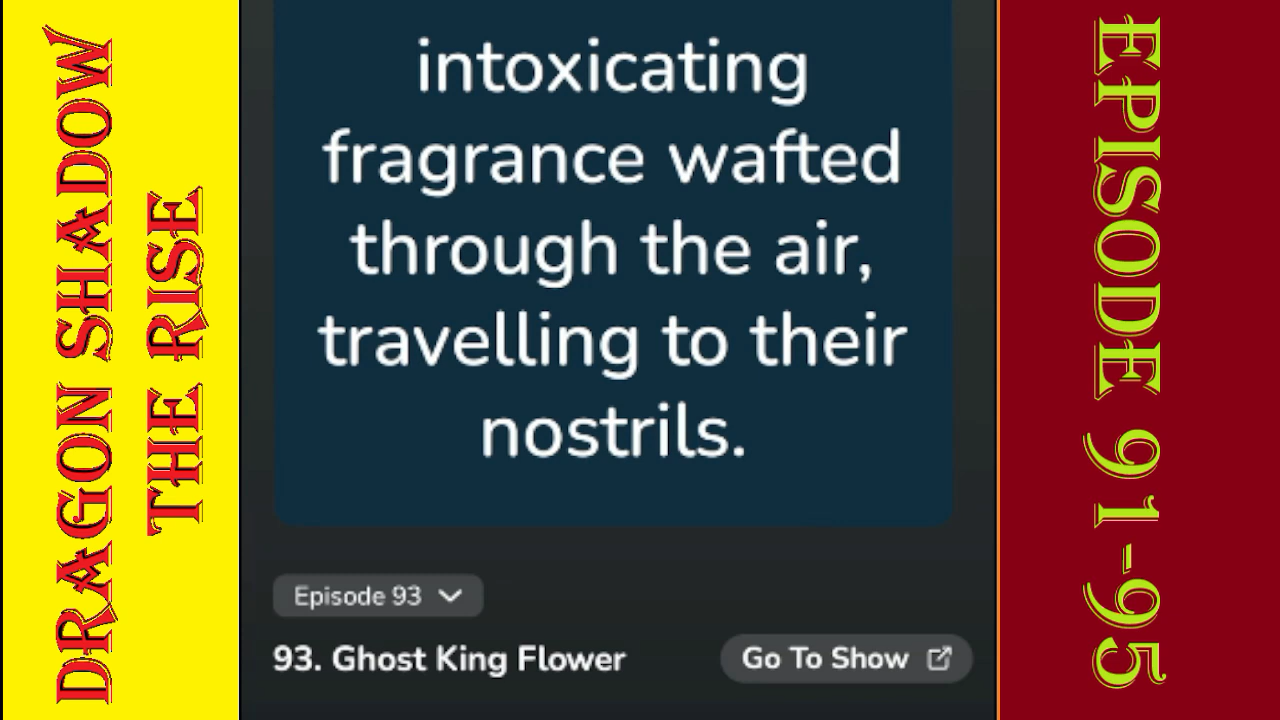 DRAGON SHADOW
THE RISE
intoxicating
fragrance wafted
through the air,
travelling to their
nostrils.
Episode 93
93. Ghost King Flower
Go To Show
EPISODE 91-95